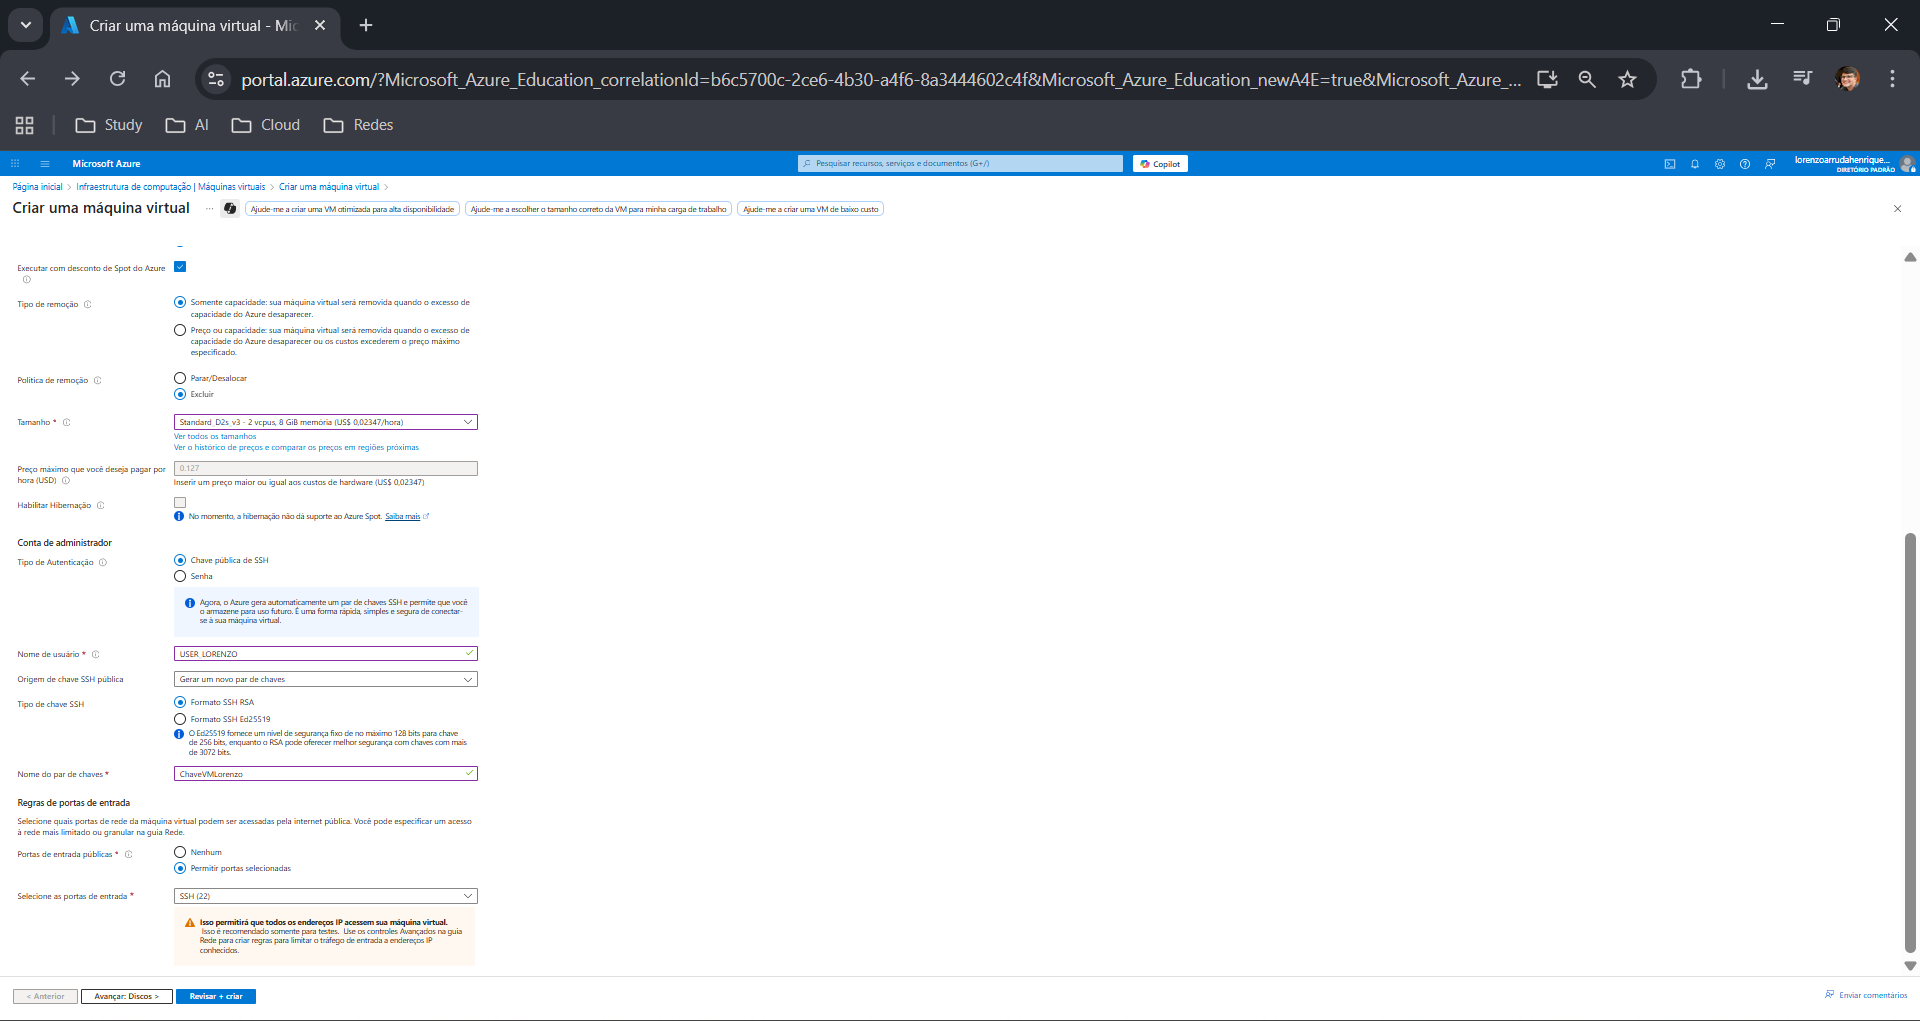 Criar uma máquina virtual - Mic
portal.azure.com/?Microsoft_Azure_Education_correlationId=b6c5700c-2ce6-4b30-a4f6-8a3444602c4f&Microsoft_Azure_Education_newA4E=true&Microsoft_Azure_...
Study
AI
Cloud
Redes
Microsoft Azure
Pesquisar recursos, serviços e documentos (G+/)
Copilot
lorenzoarrudahenrique...
DIRETÓRIO PADRÃO
Página inicial > Infraestrutura de computação | Máquinas virtuais > Criar uma máquina virtual >
Criar uma máquina virtual ...
Ajude-me a criar uma VM otimizada para alta disponibilidade
Ajude-me a escolher o tamanho correto da VM para minha carga de trabalho
Ajude-me a criar uma VM de baixo custo
Executar com desconto de Spot do Azure
Tipo de remoção
Somente capacidade: sua máquina virtual será removida quando o excesso de
capacidade do Azure desaparecer.
Preço ou capacidade: sua máquina virtual será removida quando o excesso de
capacidade do Azure desaparecer ou os custos excederem o preço máximo
especificado.
Política de remoção
Parar/Desalocar
Excluir
Tamanho *
Standard_D2s_v3 - 2 vcpus, 8 GiB memória (US$ 0,02347/hora)
Ver todos os tamanhos
Ver o histórico de preços e comparar os preços em regiões próximas
Preço máximo que você deseja pagar por
hora (USD)
0.127
Inserir um preço maior ou igual aos custos de hardware (US$ 0,02347)
Habilitar Hibernação
No momento, a hibernação não dá suporte ao Azure Spot. Saiba mais
Conta de administrador
Tipo de Autenticação
Chave pública de SSH
Senha
Agora, o Azure gera automaticamente um par de chaves SSH e permite que você
o armazene para uso futuro. É uma forma rápida, simples e segura de conectar-
se à sua máquina virtual.
Nome de usuário *
USER_LORENZO
Origem de chave SSH pública
Gerar um novo par de chaves
Tipo de chave SSH
Formato SSH RSA
Formato SSH Ed25519
O Ed25519 fornece um nível de segurança fixo de no máximo 128 bits para chave
de 256 bits, enquanto o RSA pode oferecer melhor segurança com chaves com mais
de 3072 bits.
Nome do par de chaves *
ChaveVMLorenzo
Regras de portas de entrada
Selecione quais portas de rede da máquina virtual podem ser acessadas pela internet pública. Você pode especificar um acesso
à rede mais limitado ou granular na guia Rede.
Portas de entrada públicas *
Nenhum
Permitir portas selecionadas
Selecione as portas de entrada *
SSH (22)
Isso permitirá que todos os endereços IP acessem sua máquina virtual.
Isso é recomendado somente para testes. Use os controles Avançados na guia
Rede para criar regras para limitar o tráfego de entrada a endereços IP
conhecidos.
< Anterior
Avançar: Discos >
Revisar + criar
Enviar comentários